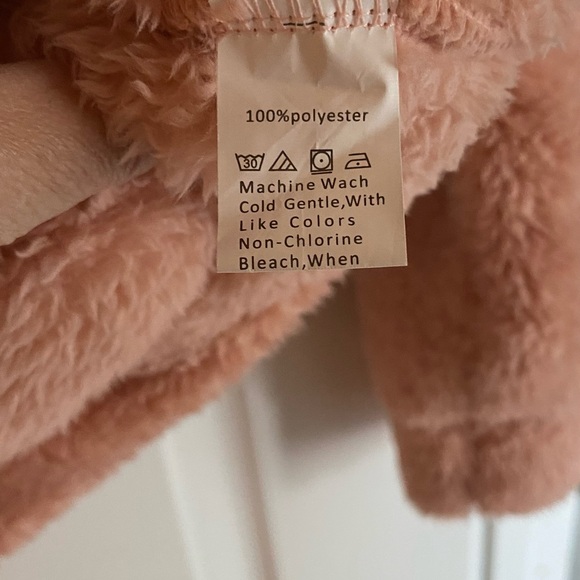 100%polyester
30
Machine Wach
Cold Gentle,With
Like Colors
Non-Chlorine
Bleach,When